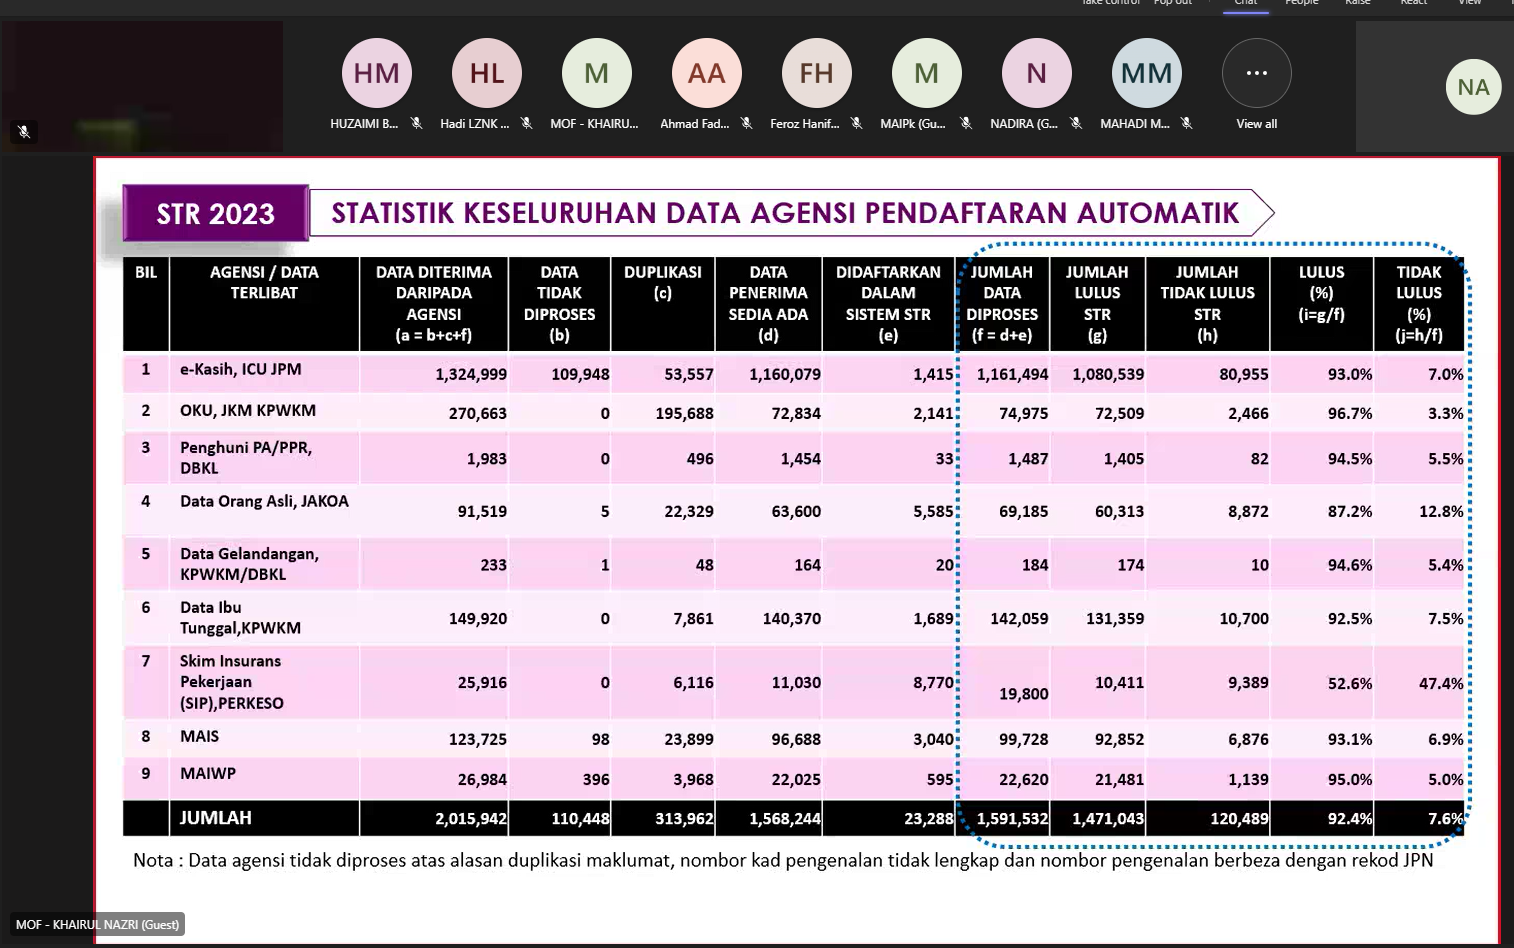 Take control Pop out Chat People Raise React View
HM HL M AA FH M N MM ... NA
HUZAIMI B... Hadi LZNK ... MOF - KHAIRU... Ahmad Fad... Feroz Hanif... MAIPk (Gu... NADIRA (G... MAHADI M... View all
STR 2023 STATISTIK KESELURUHAN DATA AGENSI PENDAFTARAN AUTOMATIK
BIL AGENSI / DATA DATA DITERIMA DATA DUPLIKASI DATA DIDAFTARKAN JUMLAH JUMLAH JUMLAH LULUS TIDAK
TERLIBAT DARIPADA TIDAK (c) PENERIMA DALAM DATA LULUS TIDAK LULUS (%) LULUS
AGENSI DIPROSES SEDIA ADA SISTEM STR DIPROSES STR STR (i=g/f) (%)
(a = b+c+f) (b) (d) (e) (f = d+e) (g) (h) (j=h/f)
1 e-Kasih, ICU JPM 1,324,999 109,948 53,557 1,160,079 1,415 1,161,494 1,080,539 80,955 93.0% 7.0%
2 OKU, JKM KPWKM 270,663 0 195,688 72,834 2,141 74,975 72,509 2,466 96.7% 3.3%
3 Penghuni PA/PPR,
DBKL 1,983 0 496 1,454 33 1,487 1,405 82 94.5% 5.5%
4 Data Orang Asli, JAKOA 91,519 5 22,329 63,600 5,585 69,185 60,313 8,872 87.2% 12.8%
5 Data Gelandangan,
KPWKM/DBKL 233 1 48 164 20 184 174 10 94.6% 5.4%
6 Data Ibu
Tunggal,KPWKM 149,920 0 7,861 140,370 1,689 142,059 131,359 10,700 92.5% 7.5%
7 Skim Insurans
Pekerjaan 25,916 0 6,116 11,030 8,770 19,800 10,411 9,389 52.6% 47.4%
(SIP),PERKESO
8 MAIS 123,725 98 23,899 96,688 3,040 99,728 92,852 6,876 93.1% 6.9%
9 MAIWP 26,984 396 3,968 22,025 595 22,620 21,481 1,139 95.0% 5.0%
JUMLAH 2,015,942 110,448 313,962 1,568,244 23,288 1,591,532 1,471,043 120,489 92.4% 7.6%
Nota : Data agensi tidak diproses atas alasan duplikasi maklumat, nombor kad pengenalan tidak lengkap dan nombor pengenalan berbeza dengan rekod JPN
MOF - KHAIRUL NAZRI (Guest)